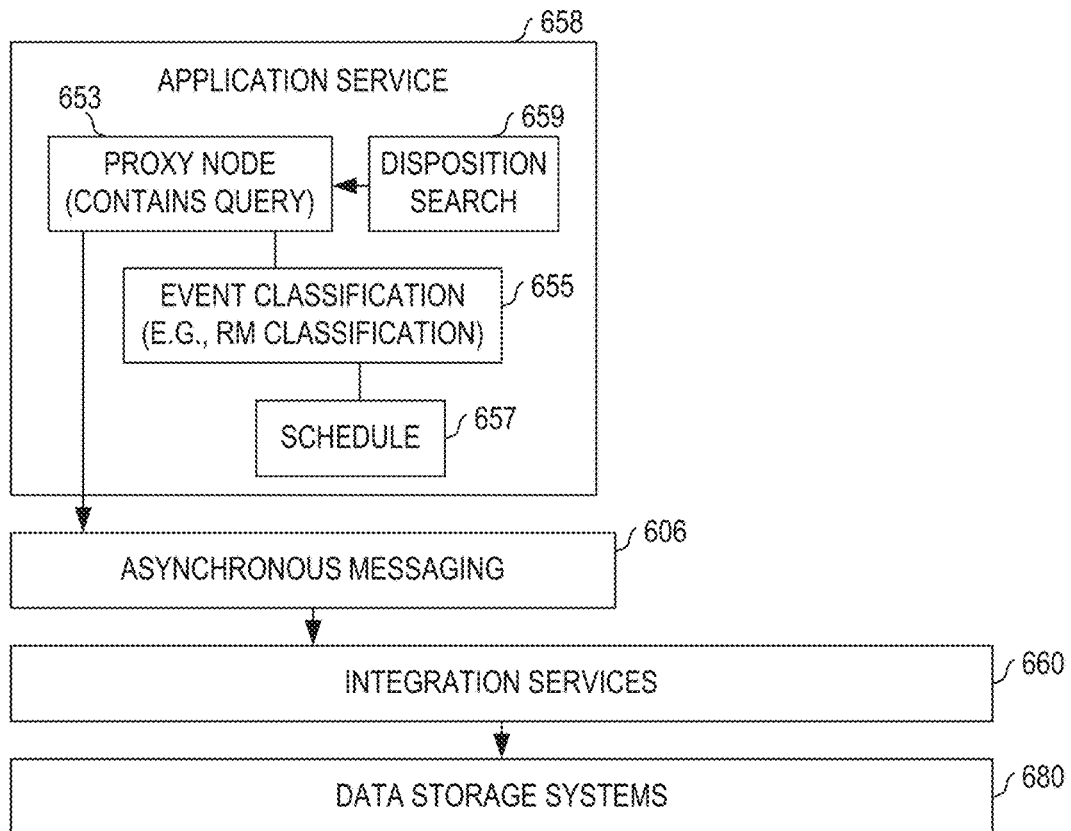 658
APPLICATION SERVICE
653
659
PROXY NODE
(CONTAINS QUERY)
DISPOSITION
SEARCH
EVENT CLASSIFICATION
(E.G., RM CLASSIFICATION)
655
SCHEDULE
657
606
ASYNCHRONOUS MESSAGING
INTEGRATION SERVICES
660
DATA STORAGE SYSTEMS
680